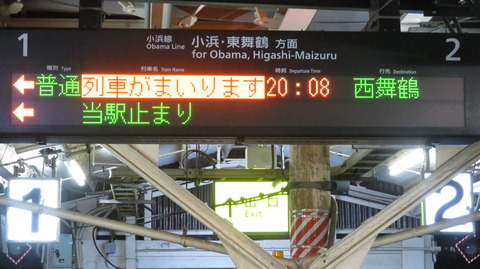 1
小浜線 小浜・東舞鶴 方面
Obama Line for Obama, Higashi-Maizuru
2
種別 Type 列車名 Train Name 時刻 Departure Time 行先 Destination
普通 列車がまいります 20:08 西舞鶴
当駅止まり
1
出口
Exit
2